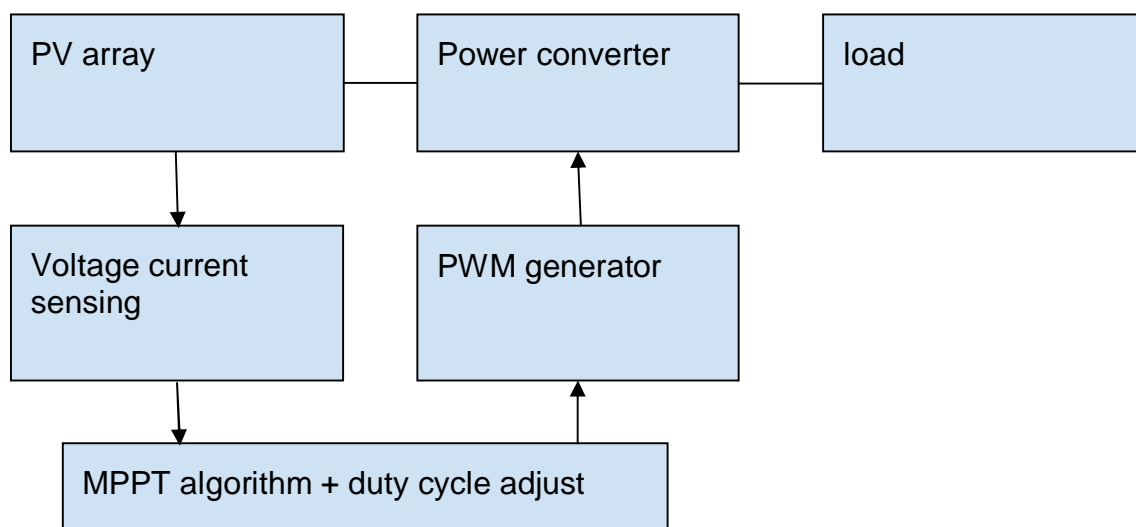 PV array
Power converter
load
Voltage current
sensing
PWM generator
MPPT algorithm + duty cycle adjust